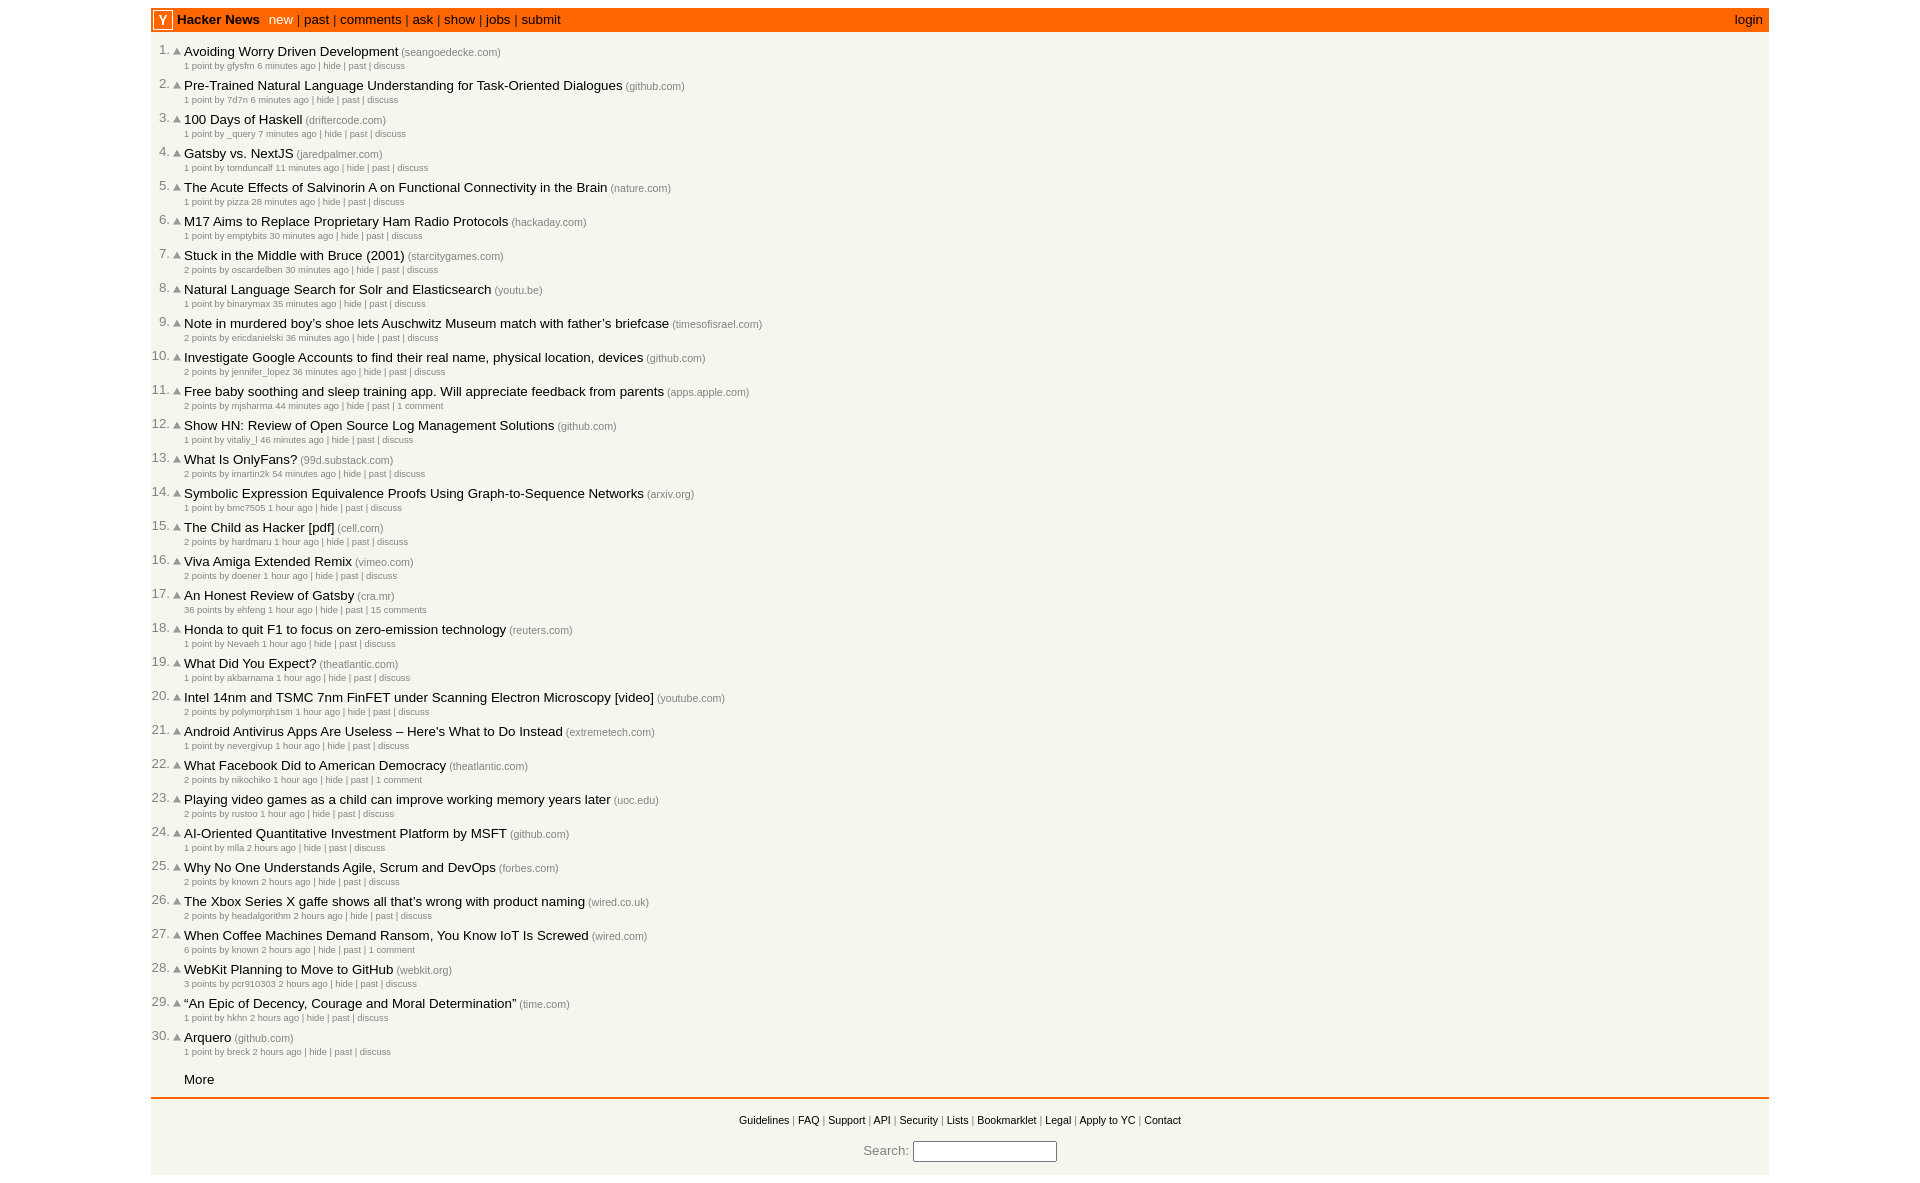 Y Hacker News new | past | comments | ask | show | jobs | submit login
1. Avoiding Worry Driven Development (seangoedecke.com)
1 point by gfysfm 6 minutes ago | hide | past | discuss
2. Pre-Trained Natural Language Understanding for Task-Oriented Dialogues (github.com)
1 point by 7d7n 6 minutes ago | hide | past | discuss
3. 100 Days of Haskell (driftercode.com)
1 point by _query 7 minutes ago | hide | past | discuss
4. Gatsby vs. NextJS (jaredpalmer.com)
1 point by tomduncalf 11 minutes ago | hide | past | discuss
5. The Acute Effects of Salvinorin A on Functional Connectivity in the Brain (nature.com)
1 point by pizza 28 minutes ago | hide | past | discuss
6. M17 Aims to Replace Proprietary Ham Radio Protocols (hackaday.com)
1 point by emptybits 30 minutes ago | hide | past | discuss
7. Stuck in the Middle with Bruce (2001) (starcitygames.com)
2 points by oscardelben 30 minutes ago | hide | past | discuss
8. Natural Language Search for Solr and Elasticsearch (youtu.be)
1 point by binarymax 35 minutes ago | hide | past | discuss
9. Note in murdered boy’s shoe lets Auschwitz Museum match with father’s briefcase (timesofisrael.com)
2 points by ericdanielski 36 minutes ago | hide | past | discuss
10. Investigate Google Accounts to find their real name, physical location, devices (github.com)
2 points by jennifer_lopez 36 minutes ago | hide | past | discuss
11. Free baby soothing and sleep training app. Will appreciate feedback from parents (apps.apple.com)
2 points by mjsharma 44 minutes ago | hide | past | 1 comment
12. Show HN: Review of Open Source Log Management Solutions (github.com)
1 point by vitaliy_l 46 minutes ago | hide | past | discuss
13. What Is OnlyFans? (99d.substack.com)
2 points by imartin2k 54 minutes ago | hide | past | discuss
14. Symbolic Expression Equivalence Proofs Using Graph-to-Sequence Networks (arxiv.org)
1 point by bmc7505 1 hour ago | hide | past | discuss
15. The Child as Hacker [pdf] (cell.com)
2 points by hardmaru 1 hour ago | hide | past | discuss
16. Viva Amiga Extended Remix (vimeo.com)
2 points by doener 1 hour ago | hide | past | discuss
17. An Honest Review of Gatsby (cra.mr)
36 points by ehfeng 1 hour ago | hide | past | 15 comments
18. Honda to quit F1 to focus on zero-emission technology (reuters.com)
1 point by Nevaeh 1 hour ago | hide | past | discuss
19. What Did You Expect? (theatlantic.com)
1 point by akbarnama 1 hour ago | hide | past | discuss
20. Intel 14nm and TSMC 7nm FinFET under Scanning Electron Microscopy [video] (youtube.com)
2 points by polymorph1sm 1 hour ago | hide | past | discuss
21. Android Antivirus Apps Are Useless – Here's What to Do Instead (extremetech.com)
1 point by nevergivup 1 hour ago | hide | past | discuss
22. What Facebook Did to American Democracy (theatlantic.com)
2 points by nikochiko 1 hour ago | hide | past | 1 comment
23. Playing video games as a child can improve working memory years later (uoc.edu)
2 points by rustoo 1 hour ago | hide | past | discuss
24. AI-Oriented Quantitative Investment Platform by MSFT (github.com)
1 point by mlla 2 hours ago | hide | past | discuss
25. Why No One Understands Agile, Scrum and DevOps (forbes.com)
2 points by known 2 hours ago | hide | past | discuss
26. The Xbox Series X gaffe shows all that’s wrong with product naming (wired.co.uk)
2 points by headalgorithm 2 hours ago | hide | past | discuss
27. When Coffee Machines Demand Ransom, You Know IoT Is Screwed (wired.com)
6 points by known 2 hours ago | hide | past | 1 comment
28. WebKit Planning to Move to GitHub (webkit.org)
3 points by pcr910303 2 hours ago | hide | past | discuss
29. “An Epic of Decency, Courage and Moral Determination” (time.com)
1 point by hkhn 2 hours ago | hide | past | discuss
30. Arquero (github.com)
1 point by breck 2 hours ago | hide | past | discuss
More
Guidelines | FAQ | Support | API | Security | Lists | Bookmarklet | Legal | Apply to YC | Contact
Search: